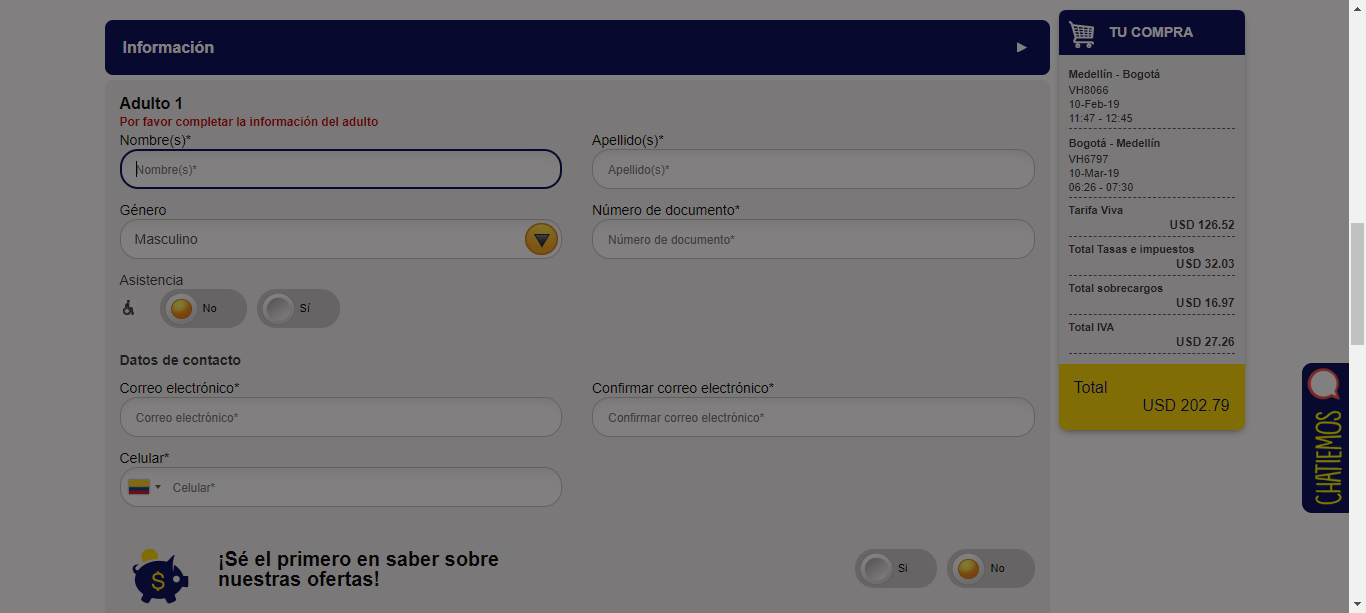 Información
Adulto 1
Por favor completar la información del adulto
Nombre(s)*
Apellido(s)*
Nombre(s)*
Apellido(s)*
Género
Número de documento*
Masculino
Número de documento*
Asistencia
No
Sí
Datos de contacto
Correo electrónico*
Confirmar correo electrónico*
Correo electrónico*
Confirmar correo electrónico*
Celular*
Celular*
$
¡Sé el primero en saber sobre
nuestras ofertas!
Si
No
TU COMPRA
Medellín - Bogotá
VH8066
10-Feb-19
11:47 - 12:45
Bogotá - Medellín
VH6797
10-Mar-19
06:26 - 07:30
Tarifa Viva
USD 126.52
Total Tasas e impuestos
USD 32.03
Total sobrecargos
USD 16.97
Total IVA
USD 27.26
Total
USD 202.79
CHATIEMOS